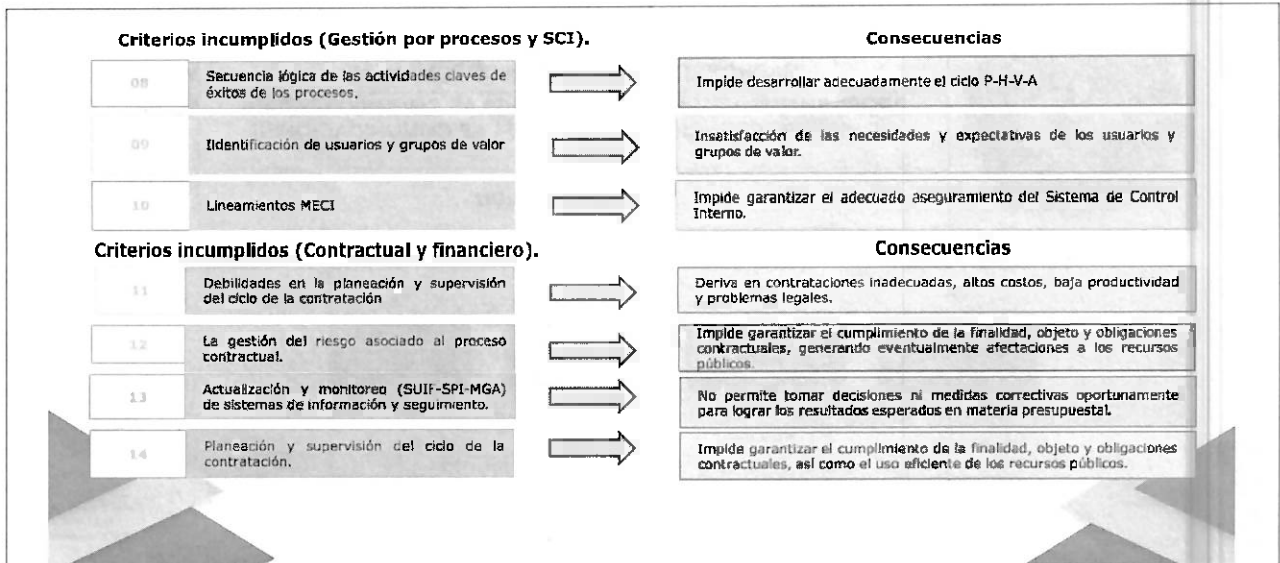 Criterios incumplidos (Gestión por procesos y SCI).
Consecuencias
08
Secuencia lógica de las actividades claves de
éxitos de los procesos.
Impide desarrollar adecuadamente el ciclo P-H-V-A
09
Iidentificación de usuarios y grupos de valor
Insatisfacción de las necesidades y expectativas de los usuarios y
grupos de valor.
10
Lineamientos MECI
Impide garantizar el adecuado aseguramiento del Sistema de Control
Interno.
Criterios incumplidos (Contractual y financiero).
Consecuencias
11
Debilidades en la planeación y supervisión
del ciclo de la contratación
Deriva en contrataciones inadecuadas, altos costos, baja productividad
y problemas legales.
12
La gestión del riesgo asociado al proceso
contractual.
Impide garantizar el cumplimiento de la finalidad, objeto y obligaciones
contractuales, generando eventualmente afectaciones a los recursos
públicos.
13
Actualización y monitoreo (SUIF-SPI-MGA)
de sistemas de información y seguimiento.
No permite tomar decisiones ni medidas correctivas oportunamente
para lograr los resultados esperados en materia presupuestal.
14
Planeación y supervisión del ciclo de la
contratación.
Impide garantizar el cumplimiento de la finalidad, objeto y obligaciones
contractuales, así como el uso eficiente de los recursos públicos.